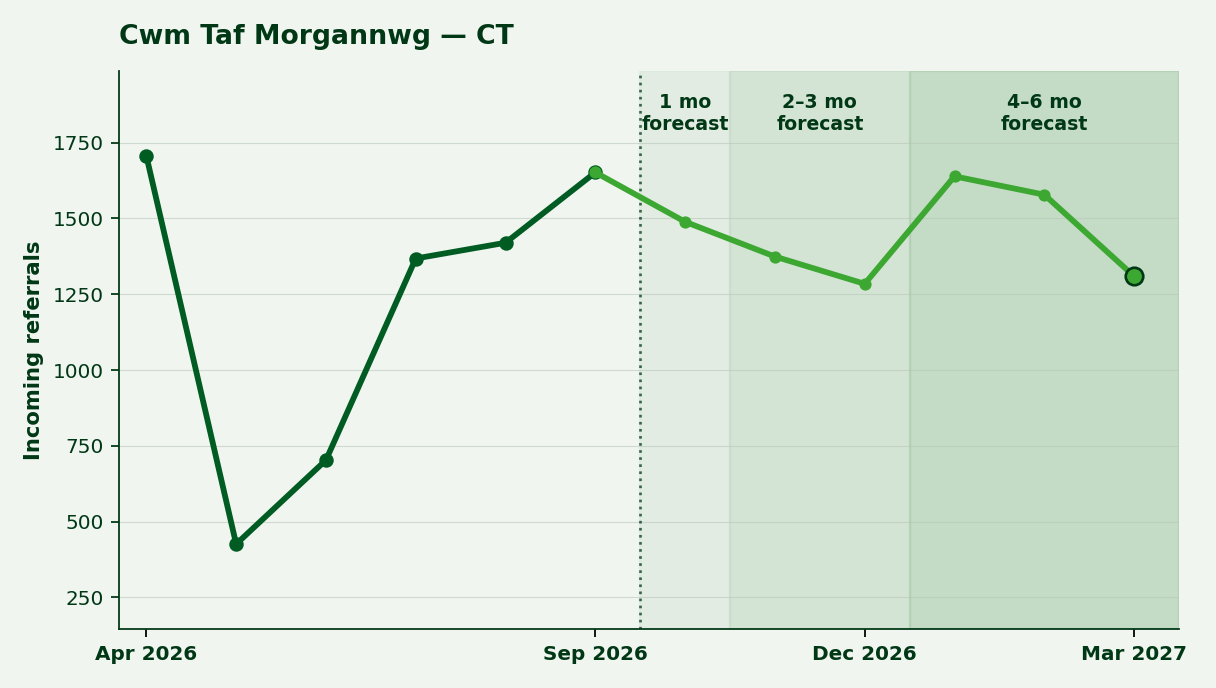 Cwm Taf Morgannwg — CT
1 mo
forecast
2–3 mo
forecast
4–6 mo
forecast
Incoming referrals
1750
1500
1250
1000
750
500
250
Apr 2026
Sep 2026
Dec 2026
Mar 2027